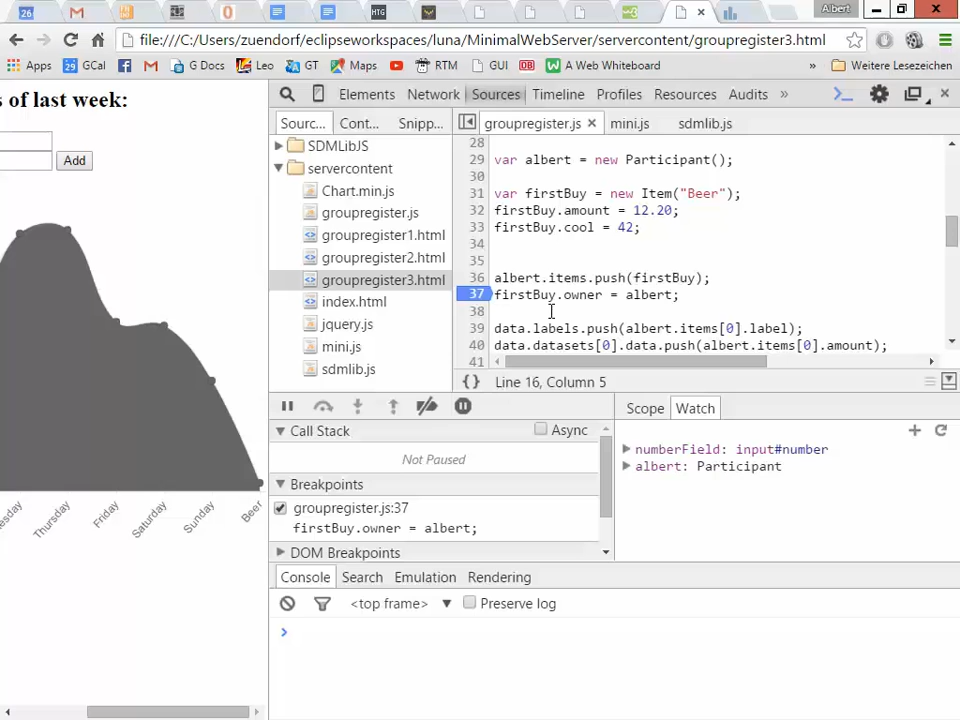 26
Albert
file:///C:/Users/zuendorf/eclipseworkspaces/luna/MinimalWebServer/servercontent/groupregister3.html
Apps
29 GCal
M
G Docs
Leo
GT
Maps
RTM
GUI
DB
W A Web Whiteboard
»
Weitere Lesezeichen
s of last week:
Add
Tuesday
Friday
Saturday
Sunday
Beer
Elements Network Sources Timeline Profiles Resources Audits »
Sourc... Cont... Snipp...
groupregister.js × mini.js sdmlib.js
SDMLibJS
servercontent
Chart.min.js
groupregister.js
groupregister1.html
groupregister2.html
groupregister3.html
index.html
jquery.js
mini.js
sdmlib.js
28
29 var albert = new Participant();
30
31 var firstBuy = new Item("Beer");
32 firstBuy.amount = 12.20;
33 firstBuy.cool = 42;
34
35
36 albert.items.push(firstBuy);
37 firstBuy.owner = albert;
38
39 data.labels.push(albert.items[0].label);
40 data.datasets[0].data.push(albert.items[0].amount);
41
{} Line 16, Column 5
Call Stack
Async
Not Paused
Breakpoints
groupregister.js:37
firstBuy.owner = albert;
DOM Breakpoints
Scope Watch
numberField: input#number
albert: Participant
Console Search Emulation Rendering
<top frame> Preserve log